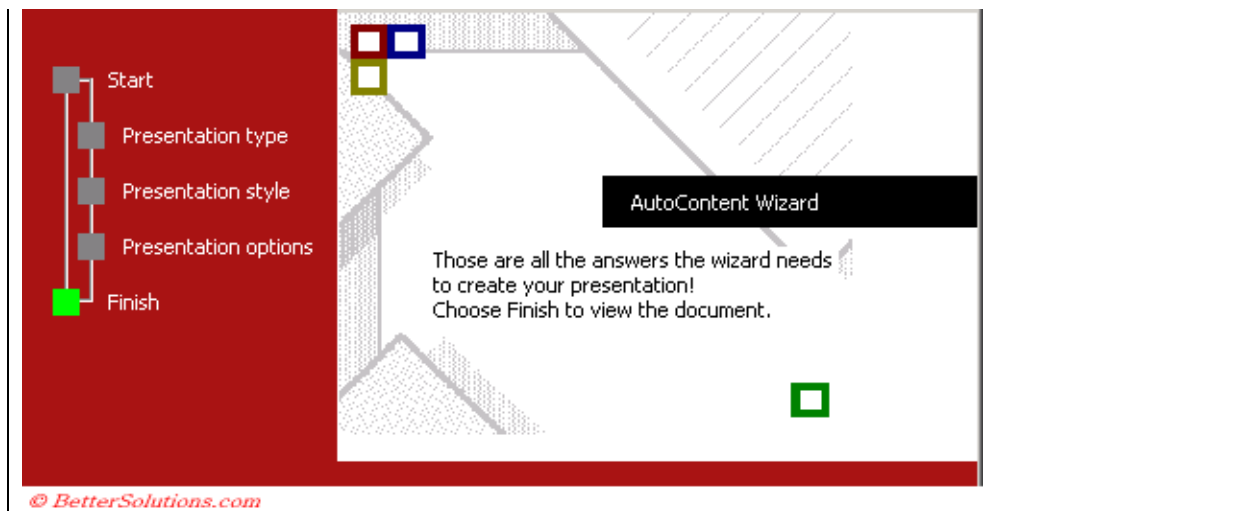 Start
Presentation type
Presentation style
Presentation options
Finish
AutoContent Wizard
Those are all the answers the wizard needs
to create your presentation!
Choose Finish to view the document.
© BetterSolutions.com